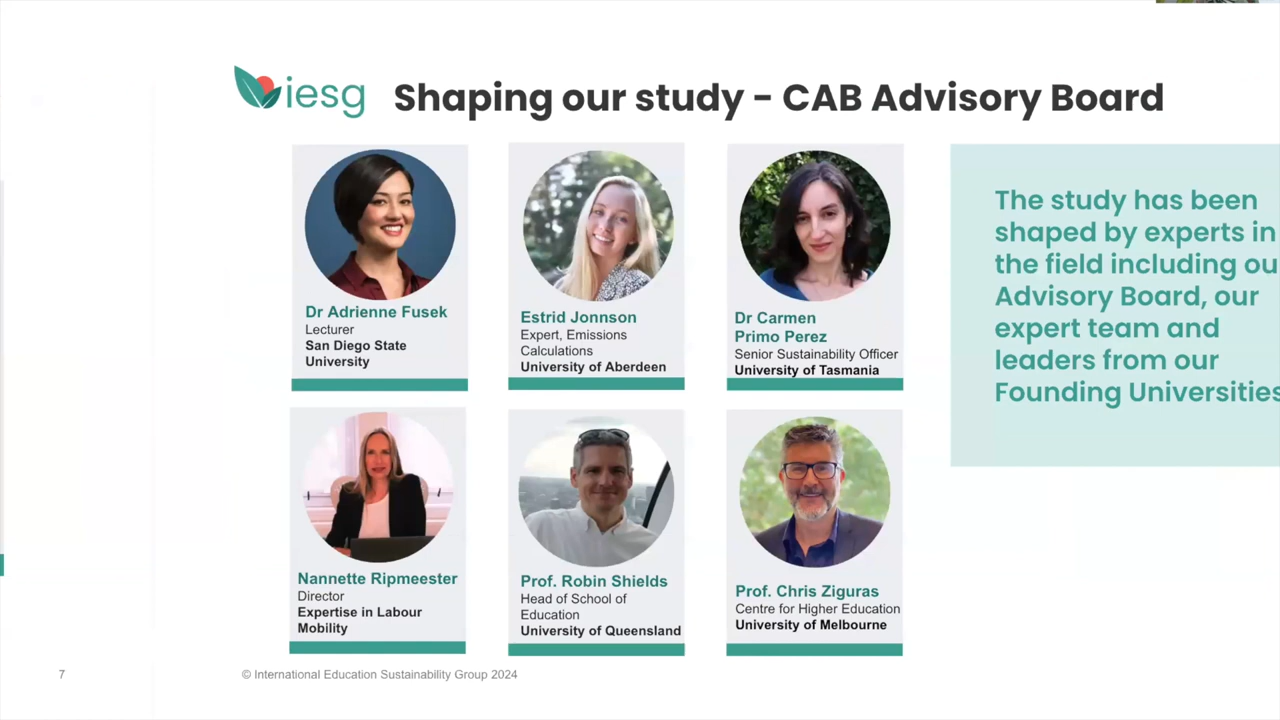 iesg
Shaping our study - CAB Advisory Board
Dr Adrienne Fusek
Lecturer
San Diego State
University
Estrid Jonnson
Expert, Emissions
Calculations
University of Aberdeen
Dr Carmen
Primo Perez
Senior Sustainability Officer
University of Tasmania
The study has been
shaped by experts in
the field including ou
Advisory Board, our
expert team and
leaders from our
Founding Universities
Nannette Ripmeester
Director
Expertise in Labour
Mobility
Prof. Robin Shields
Head of School of
Education
University of Queensland
Prof. Chris Ziguras
Centre for Higher Education
University of Melbourne
7
© International Education Sustainability Group 2024